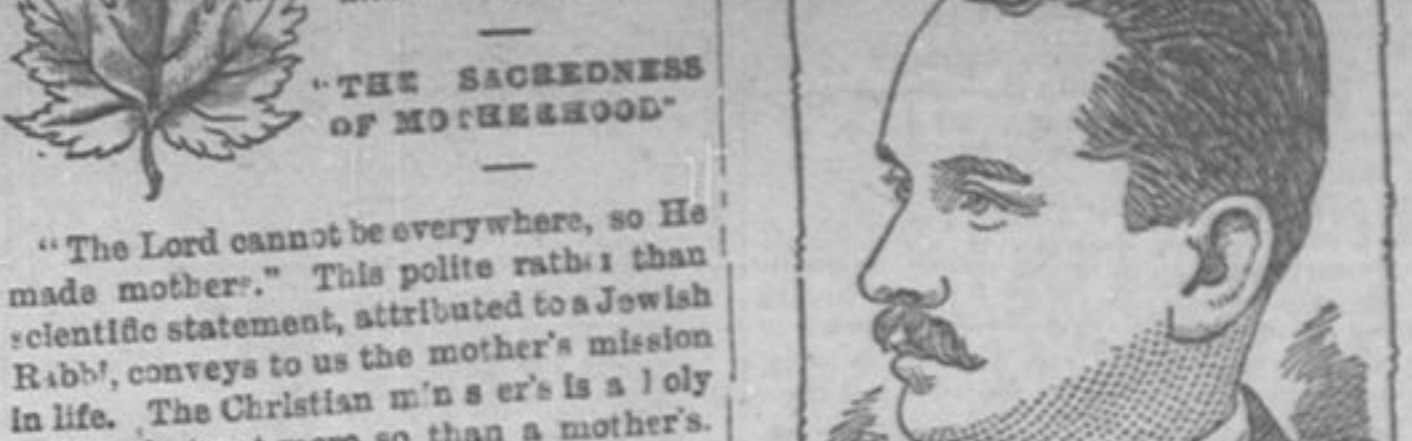 "THE SACREDNESS
OF MOTHERHOOD"
"The Lord cannot be everywhere, so He
made mothers." This polite rather than
scientific statement, attributed to a Jewish
Rabbi, conveys to us the mother's mission
in life. The Christian minister's is a holy
more so than a mother's.